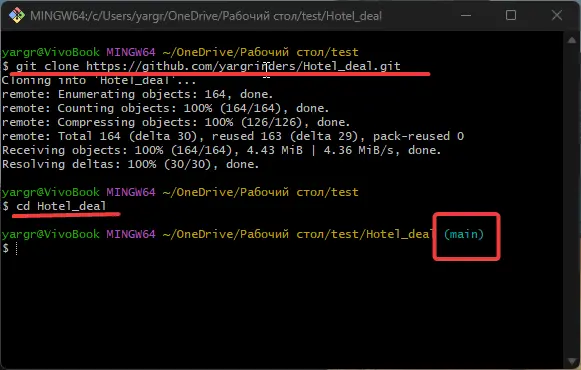 MINGW64:/c/Users/yargr/OneDrive/Рабочий стол/test/Hotel_deal
yargr@VivoBook MINGW64 ~/OneDrive/Рабочий стол/test
$ git clone https://github.com/yargrinders/Hotel_deal.git
Cloning into 'Hotel_deal'...
remote: Enumerating objects: 164, done.
remote: Counting objects: 100% (164/164), done.
remote: Compressing objects: 100% (126/126), done.
remote: Total 164 (delta 30), reused 163 (delta 29), pack-reused 0
Receiving objects: 100% (164/164), 4.43 MiB | 4.36 MiB/s, done.
Resolving deltas: 100% (30/30), done.
yargr@VivoBook MINGW64 ~/OneDrive/Рабочий стол/test
$ cd Hotel_deal
yargr@VivoBook MINGW64 ~/OneDrive/Рабочий стол/test/Hotel_deal (main)
$